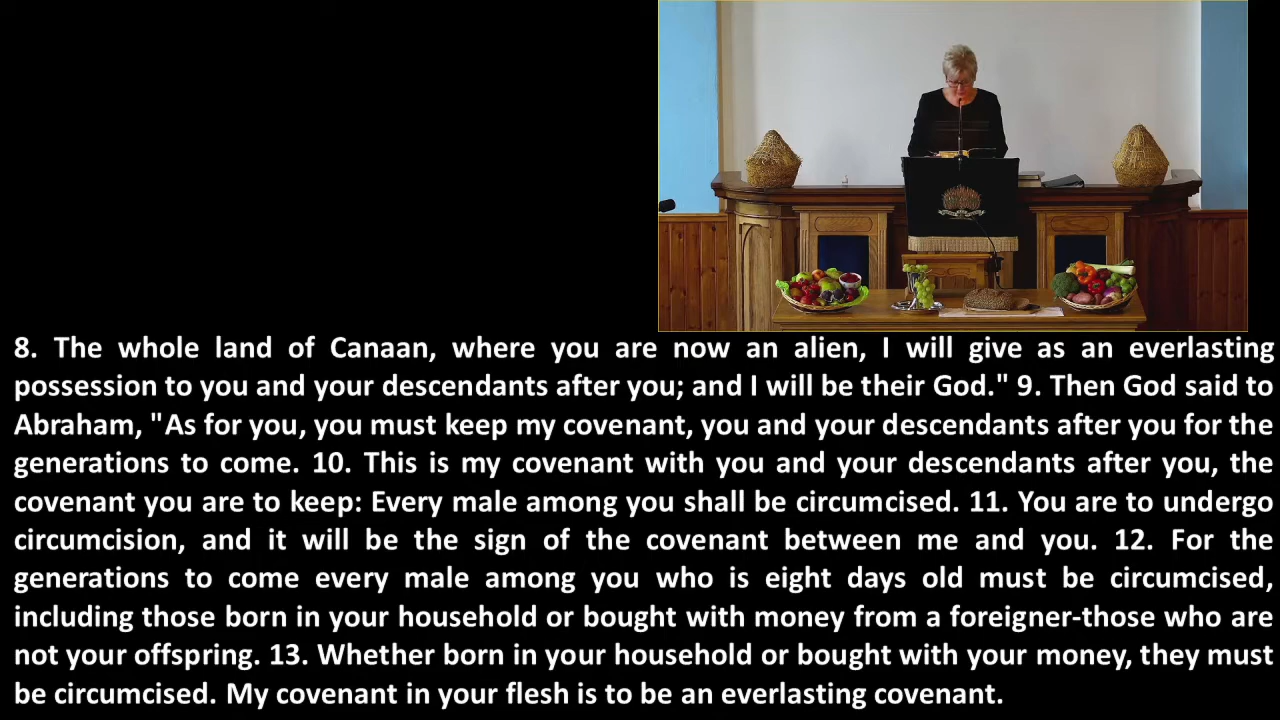 8. The whole land of Canaan, where you are now an alien, I will give as an everlasting
possession to you and your descendants after you; and I will be their God." 9. Then God said to
Abraham, "As for you, you must keep my covenant, you and your descendants after you for the
generations to come. 10. This is my covenant with you and your descendants after you, the
covenant you are to keep: Every male among you shall be circumcised. 11. You are to undergo
circumcision, and it will be the sign of the covenant between me and you. 12. For the
generations to come every male among you who is eight days old must be circumcised,
including those born in your household or bought with money from a foreigner-those who are
not your offspring. 13. Whether born in your household or bought with your money, they must
be circumcised. My covenant in your flesh is to be an everlasting covenant.